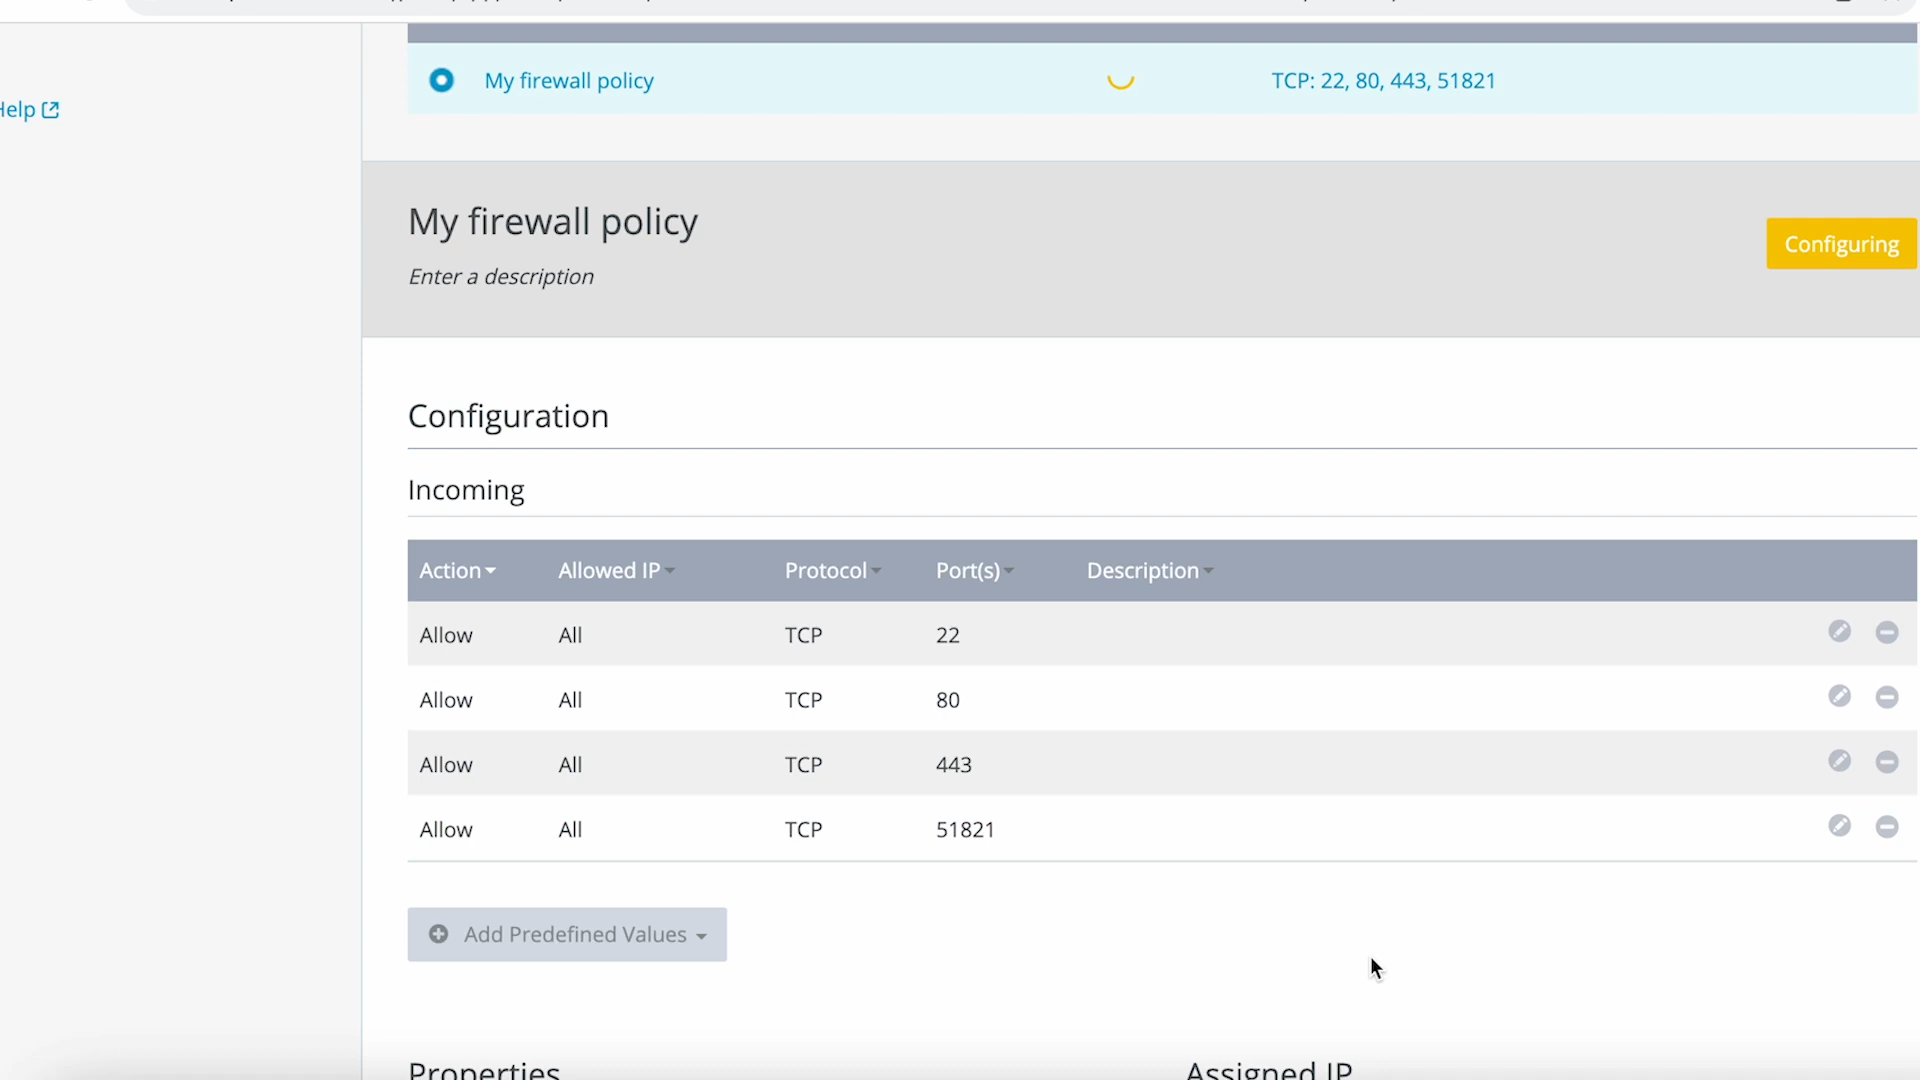 My firewall policy TCP: 22, 80, 443, 51821
Help
My firewall policy
Configuring
Enter a description
Configuration
Incoming
Action Allowed IP Protocol Port(s) Description
Allow All TCP 22
Allow All TCP 80
Allow All TCP 443
Allow All TCP 51821
Add Predefined Values
Properties Assigned IP